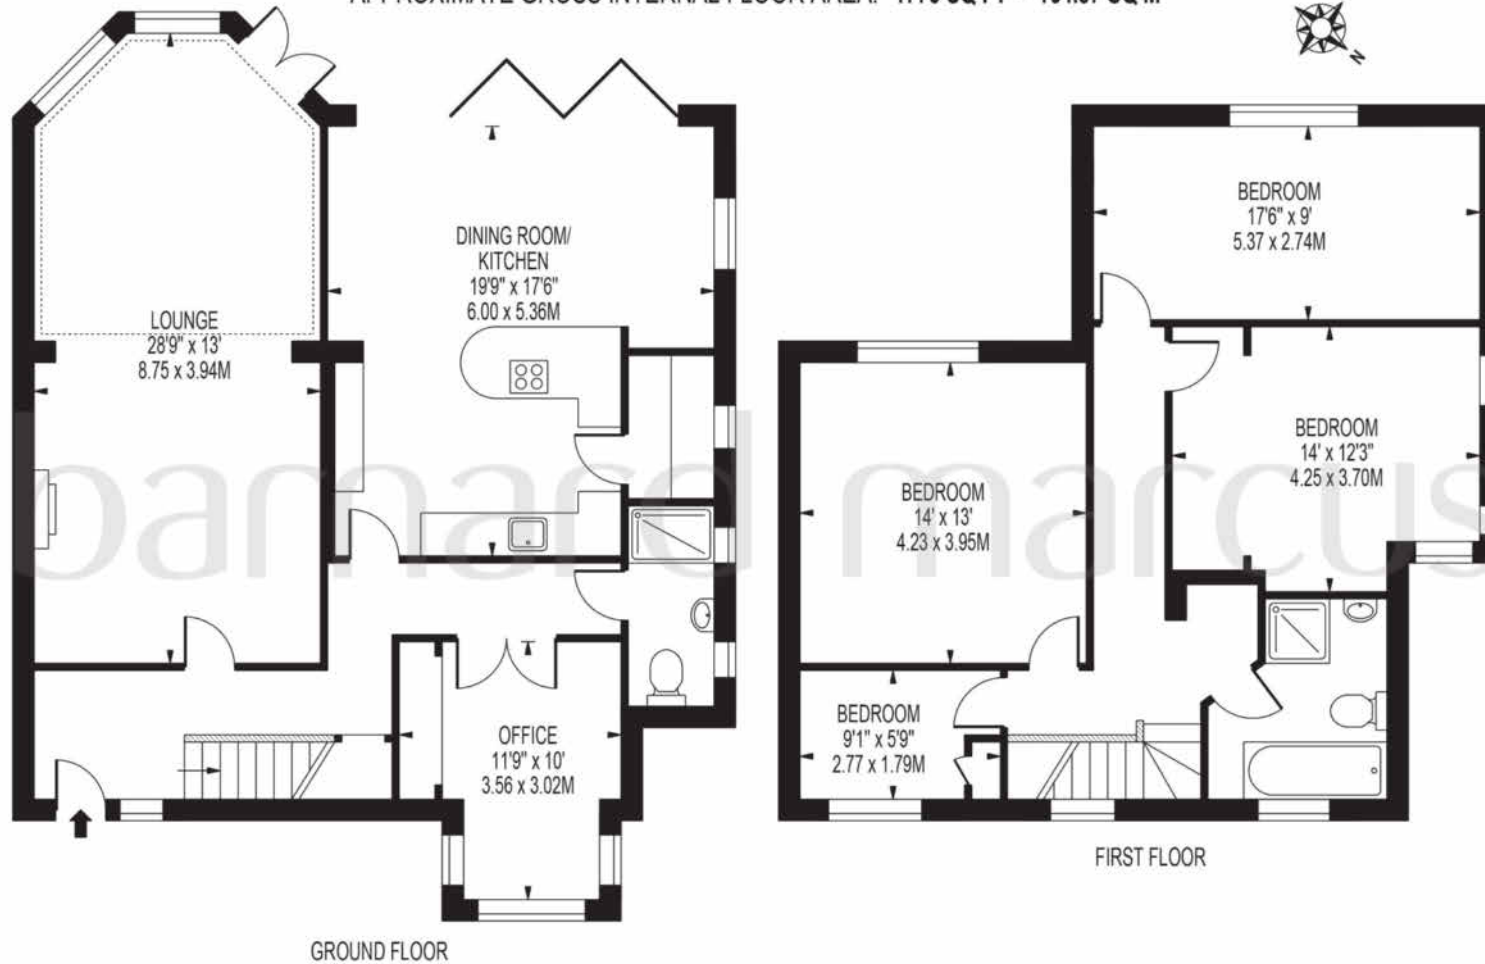 LOUNGE
28'9" x 13'
8.75 x 3.94M
DINING ROOM/
KITCHEN
19'9" x 17'6"
6.00 x 5.36M
OFFICE
11'9" x 10'
3.56 x 3.02M
GROUND FLOOR
N
BEDROOM
17'6" x 9'
5.37 x 2.74M
BEDROOM
14' x 12'3"
4.25 x 3.70M
BEDROOM
14' x 13'
4.23 x 3.95M
BEDROOM
9'1" x 5'9"
2.77 x 1.79M
FIRST FLOOR
barnard marcus